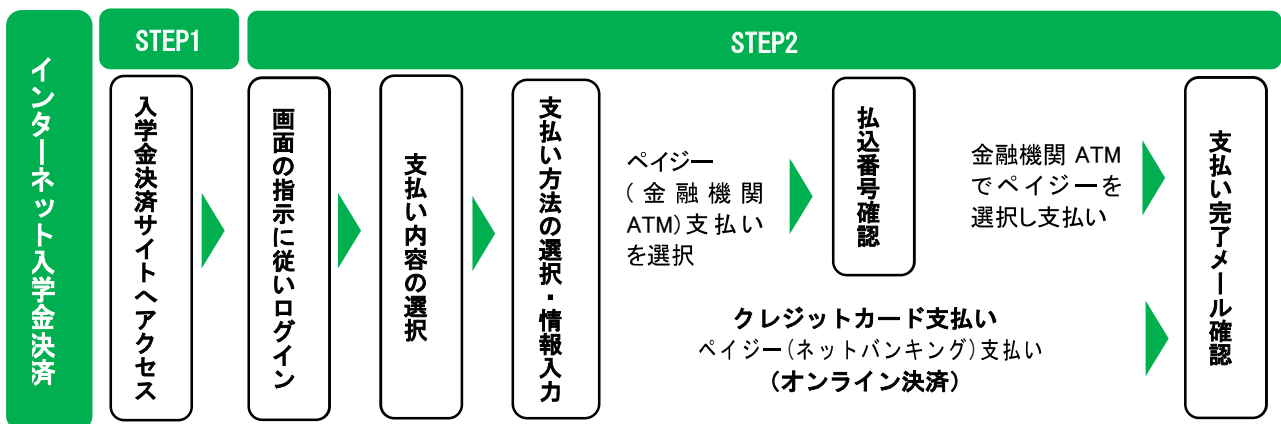 インターネット入学金決済
STEP1
STEP2
入学金決済サイトへアクセス
画面の指示に従いログイン
支払い内容の選択
支払い方法の選択・情報入力
ペイジー
(金融機関
ATM)支払い
を選択
払込番号確認
金融機関 ATM
でペイジーを
選択し支払い
クレジットカード支払い
ペイジー(ネットバンキング)支払い
(オンライン決済)
支払い完了メール確認